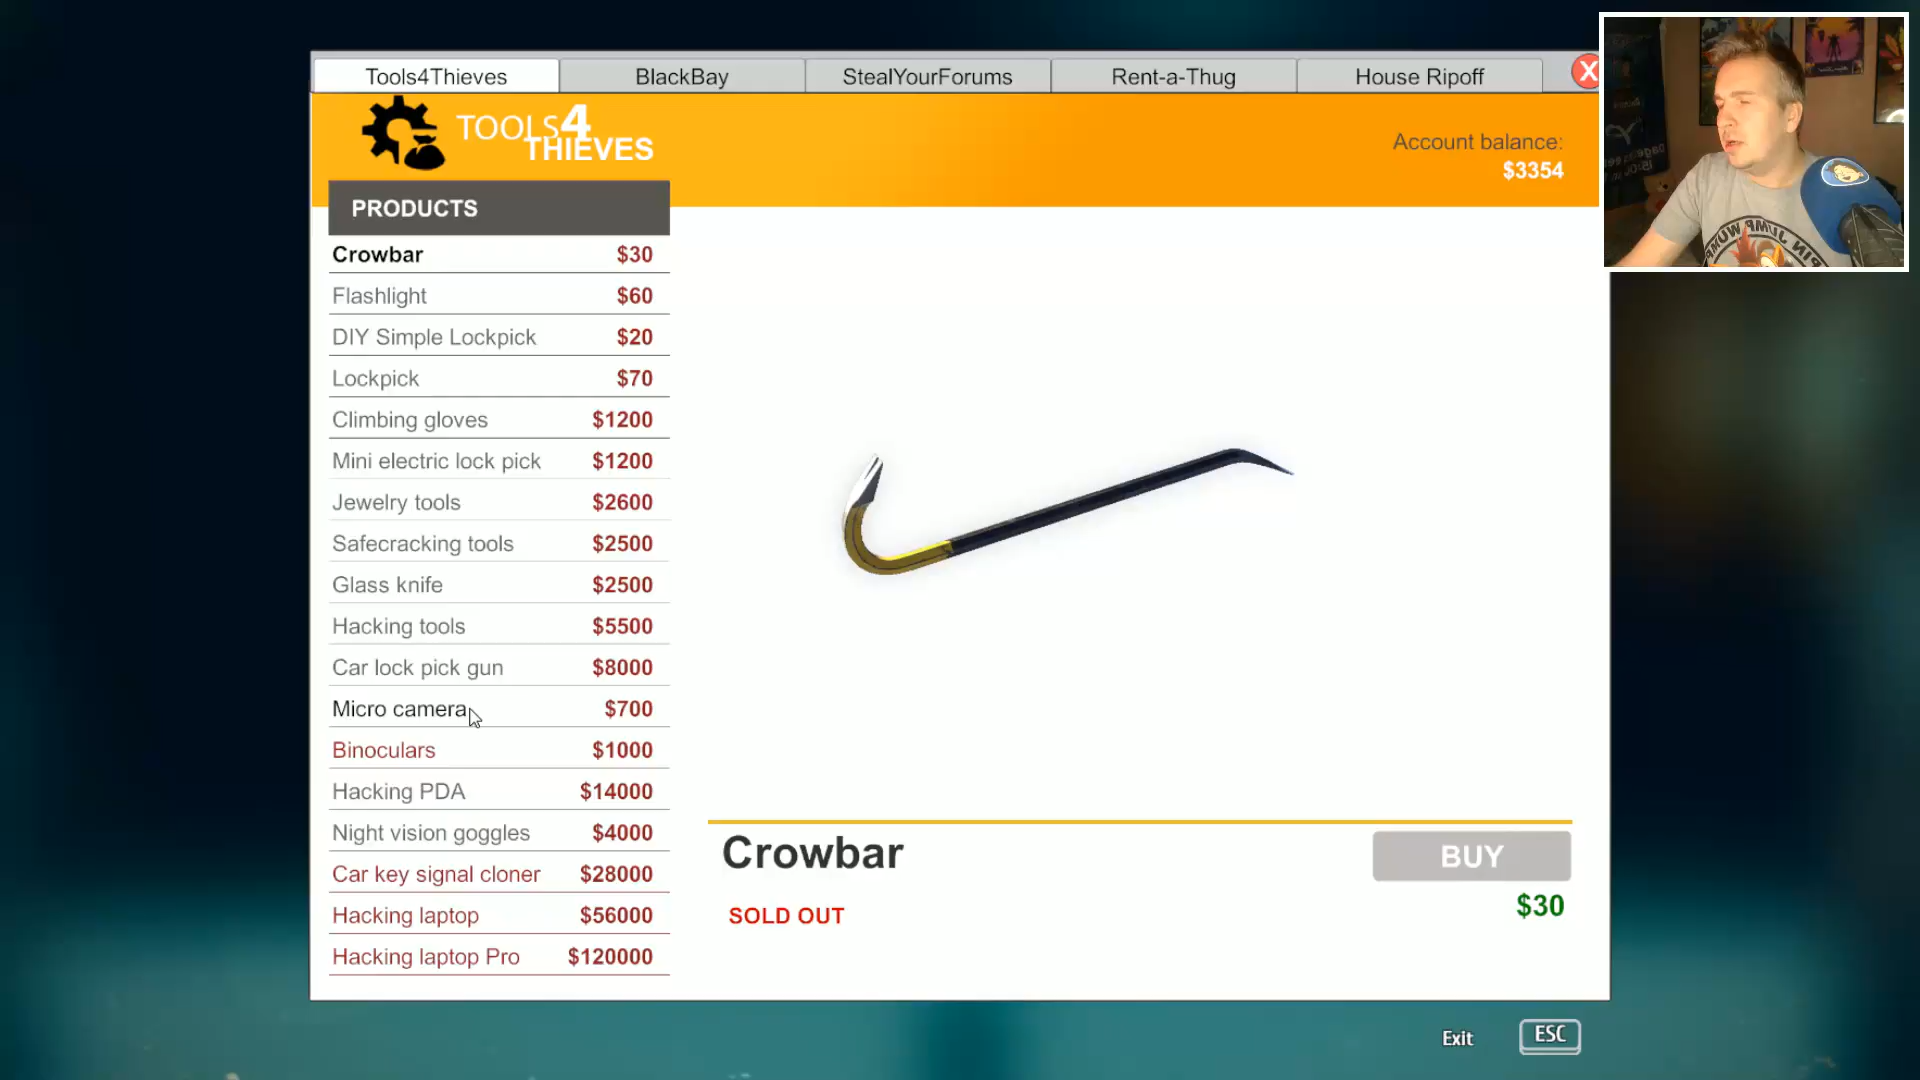 Tools4Thieves
BlackBay
StealYourForums
Rent-a-Thug
House Ripoff
X
TOOLS4
THIEVES
Account balance:
$3354
PRODUCTS
Crowbar $30
Flashlight $60
DIY Simple Lockpick $20
Lockpick $70
Climbing gloves $1200
Mini electric lock pick $1200
Jewelry tools $2600
Safecracking tools $2500
Glass knife $2500
Hacking tools $5500
Car lock pick gun $8000
Micro camera $700
Binoculars $1000
Hacking PDA $14000
Night vision goggles $4000
Car key signal cloner $28000
Hacking laptop $56000
Hacking laptop Pro $120000
Crowbar
BUY
SOLD OUT
$30
Exit ESC